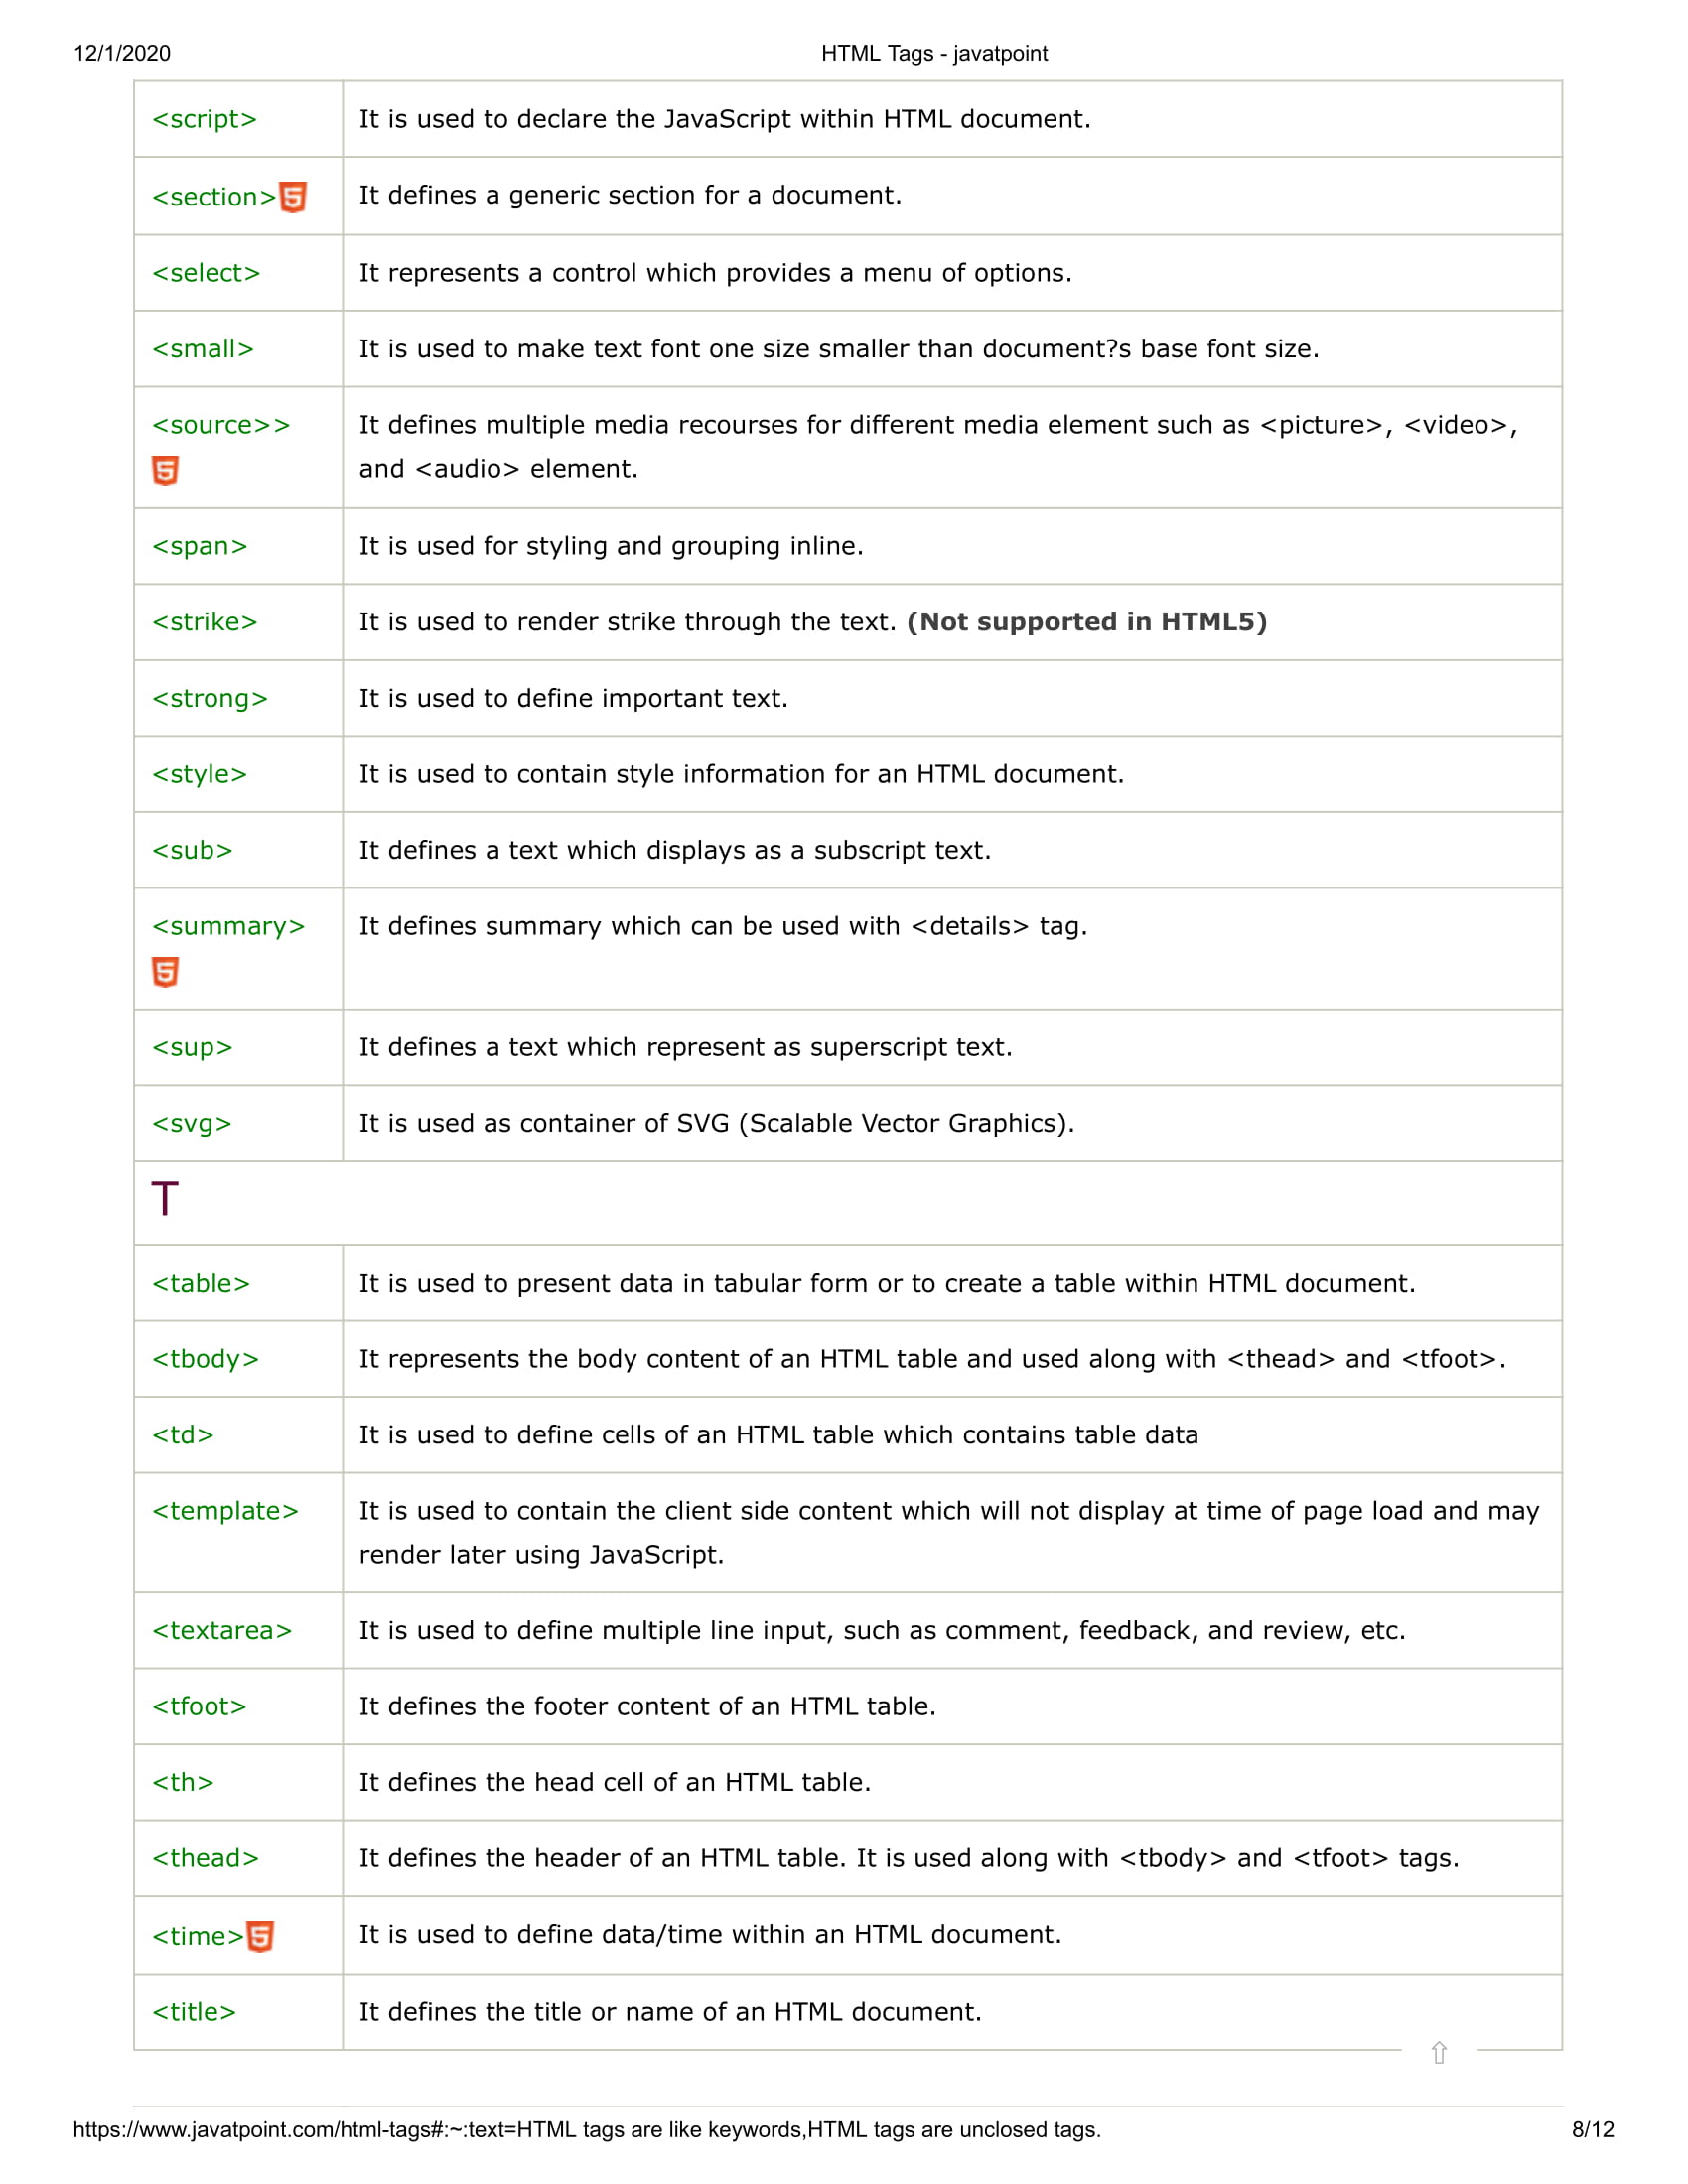 12/1/2020 HTML Tags - javatpoint
<script> It is used to declare the JavaScript within HTML document.
<section> It defines a generic section for a document.
<select> It represents a control which provides a menu of options.
<small> It is used to make text font one size smaller than document?s base font size.
<source>> It defines multiple media recourses for different media element such as <picture>, <video>,
and <audio> element.
<span> It is used for styling and grouping inline.
<strike> It is used to render strike through the text. (Not supported in HTML5)
<strong> It is used to define important text.
<style> It is used to contain style information for an HTML document.
<sub> It defines a text which displays as a subscript text.
<summary> It defines summary which can be used with <details> tag.
<sup> It defines a text which represent as superscript text.
<svg> It is used as container of SVG (Scalable Vector Graphics).
T
<table> It is used to present data in tabular form or to create a table within HTML document.
<tbody> It represents the body content of an HTML table and used along with <thead> and <tfoot>.
<td> It is used to define cells of an HTML table which contains table data
<template> It is used to contain the client side content which will not display at time of page load and may
render later using JavaScript.
<textarea> It is used to define multiple line input, such as comment, feedback, and review, etc.
<tfoot> It defines the footer content of an HTML table.
<th> It defines the head cell of an HTML table.
<thead> It defines the header of an HTML table. It is used along with <tbody> and <tfoot> tags.
<time> It is used to define data/time within an HTML document.
<title> It defines the title or name of an HTML document.
⇧
https://www.javatpoint.com/html-tags#:~:text=HTML tags are like keywords,HTML tags are unclosed tags. 8/12